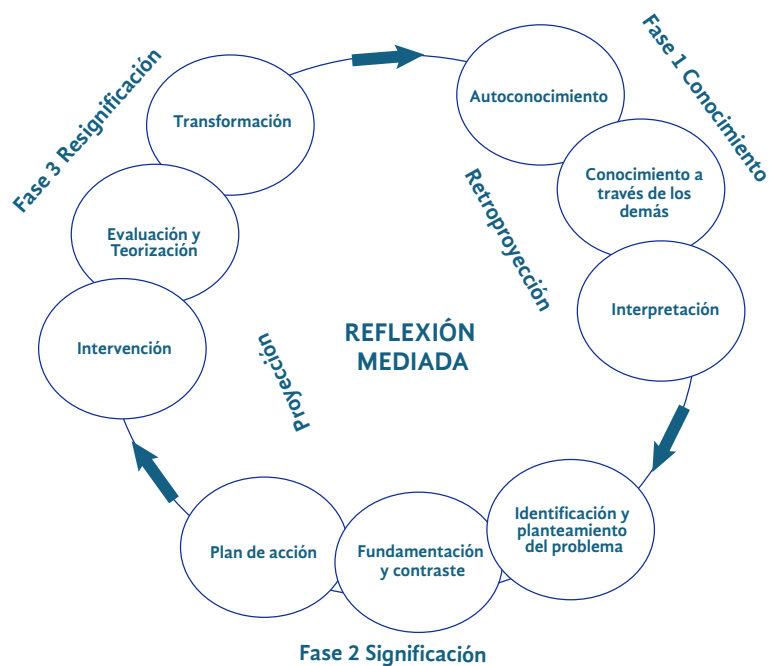 Fase 1 Conocimiento
Autoconocimiento
Conocimiento a
través de los
demás
Interpretación
Retroproyección
Identificación y
planteamiento
del problema
Fundamentación
y contraste
Plan de acción
Fase 2 Significación
Proyección
Intervención
Evaluación y
Teorización
Transformación
Fase 3 Resignificación
REFLEXIÓN
MEDIADA